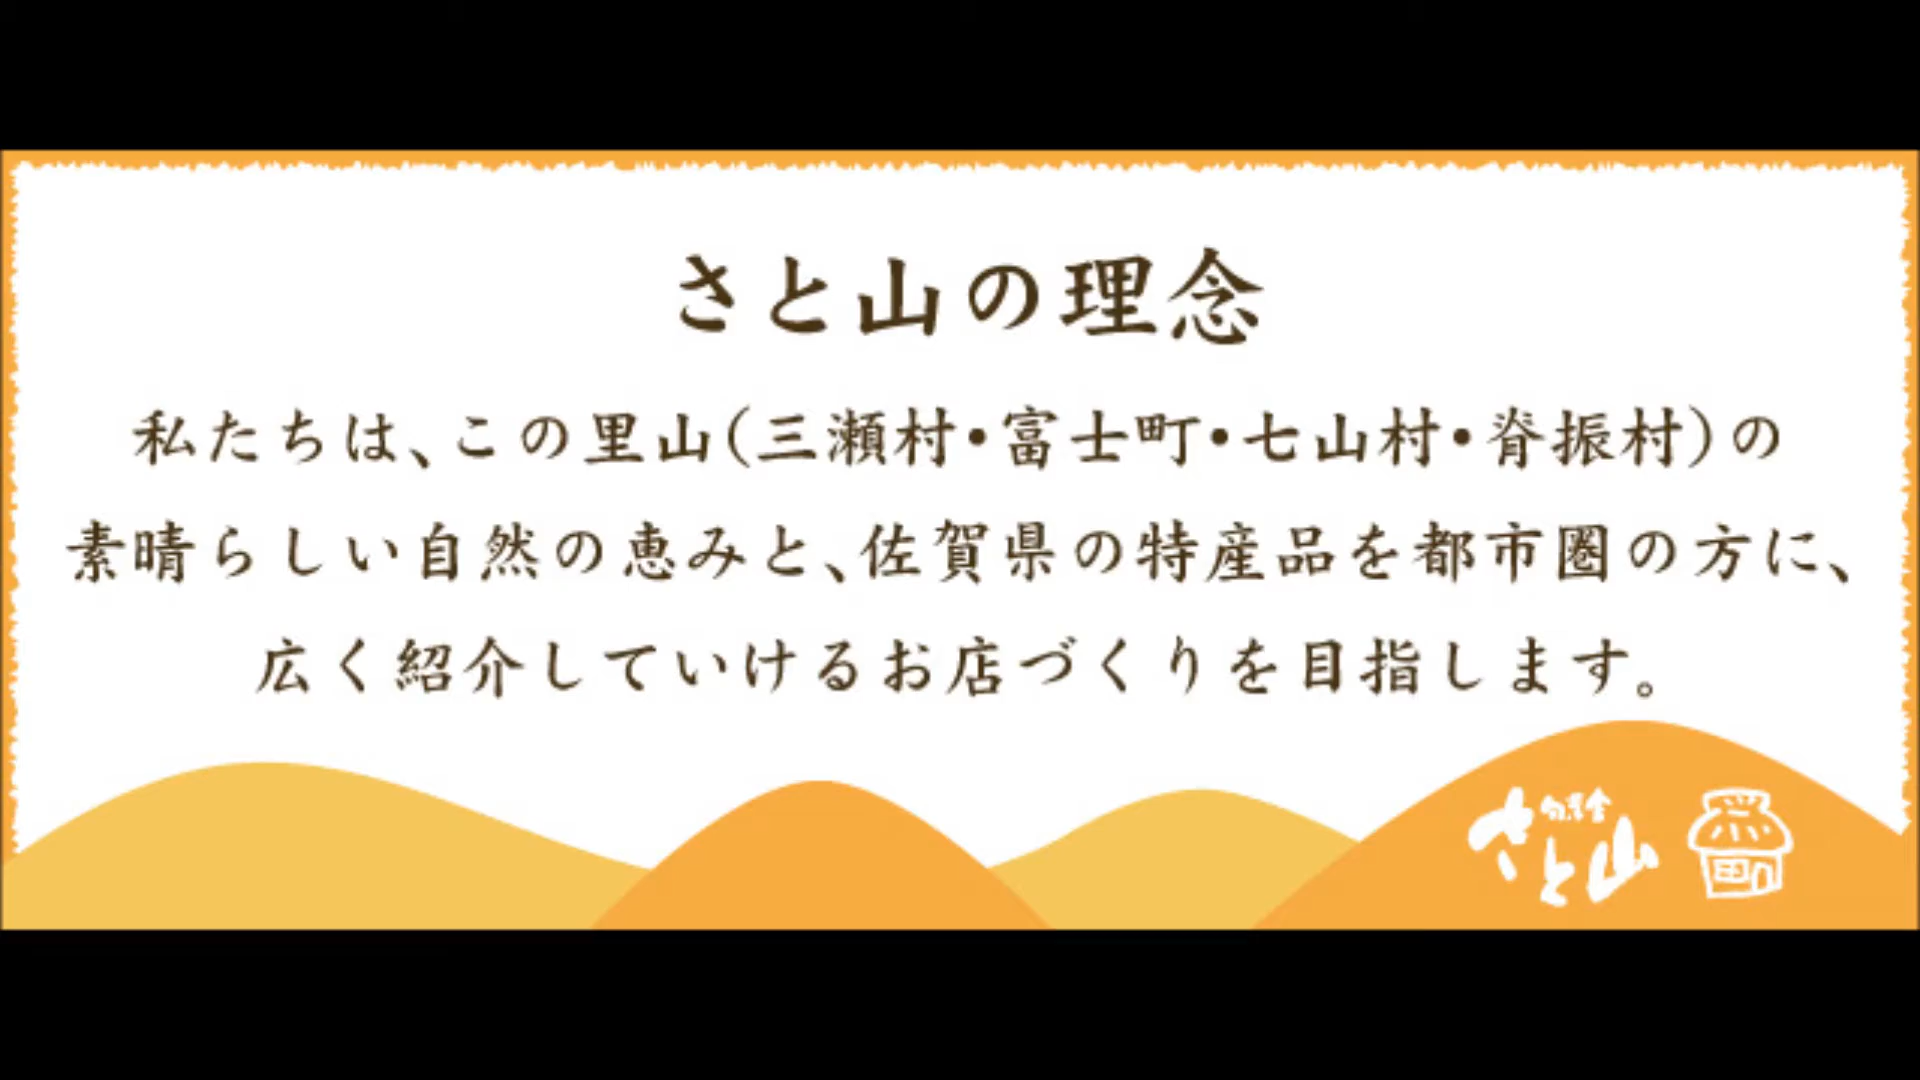 さと山の理念
私たちは、この里山(三瀬村・富士町・七山村・脊振村)の
素晴らしい自然の恵みと、佐賀県の特産品を都市圏の方に、
広く紹介していけるお店づくりを目指します。
さと山